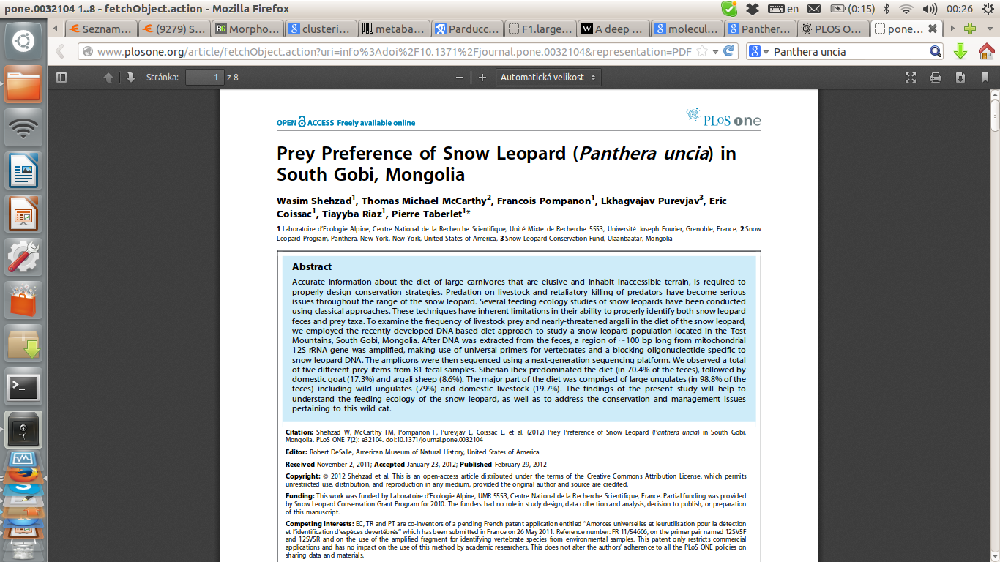 pone.0032104 1..8 - fetchObject.action - Mozilla Firefox
en
(0:15)
00:26
Seznam...
(9279) S...
RG
Morpho...
clusteri...
DNA
metaba...
Parducc...
F1.large...
W
A deep ...
molecul...
Panther...
PLOS O...
pone...
www.plosone.org/article/fetchObject.action?uri=info%3Adoi%2F10.1371%2Fjournal.pone.0032104&representation=PDF
Panthera uncia
Stránka:
1
z 8
Automatická velikost
OPEN ACCESS Freely available online
PLoS one
Prey Preference of Snow Leopard (Panthera uncia) in
South Gobi, Mongolia
Wasim Shehzad1, Thomas Michael McCarthy2, Francois Pompanon1, Lkhagvajav Purevjav3, Eric
Coissac1, Tiayyba Riaz1, Pierre Taberlet1*
1 Laboratoire d'Ecologie Alpine, Centre National de la Recherche Scientifique, Unité Mixte de Recherche 5553, Université Joseph Fourier, Grenoble, France, 2 Snow
Leopard Program, Panthera, New York, New York, United States of America, 3 Snow Leopard Conservation Fund, Ulaanbaatar, Mongolia
Abstract
Accurate information about the diet of large carnivores that are elusive and inhabit inaccessible terrain, is required to
properly design conservation strategies. Predation on livestock and retaliatory killing of predators have become serious
issues throughout the range of the snow leopard. Several feeding ecology studies of snow leopards have been conducted
using classical approaches. These techniques have inherent limitations in their ability to properly identify both snow leopard
feces and prey taxa. To examine the frequency of livestock prey and nearly-threatened argali in the diet of the snow leopard,
we employed the recently developed DNA-based diet approach to study a snow leopard population located in the Tost
Mountains, South Gobi, Mongolia. After DNA was extracted from the feces, a region of ~100 bp long from mitochondrial
12S rRNA gene was amplified, making use of universal primers for vertebrates and a blocking oligonucleotide specific to
snow leopard DNA. The amplicons were then sequenced using a next-generation sequencing platform. We observed a total
of five different prey items from 81 fecal samples. Siberian ibex predominated the diet (in 70.4% of the feces), followed by
domestic goat (17.3%) and argali sheep (8.6%). The major part of the diet was comprised of large ungulates (in 98.8% of the
feces) including wild ungulates (79%) and domestic livestock (19.7%). The findings of the present study will help to
understand the feeding ecology of the snow leopard, as well as to address the conservation and management issues
pertaining to this wild cat.
Citation: Shehzad W, McCarthy TM, Pompanon F, Purevjav L, Coissac E, et al. (2012) Prey Preference of Snow Leopard (Panthera uncia) in South Gobi,
Mongolia. PLoS ONE 7(2): e32104. doi:10.1371/journal.pone.0032104
Editor: Robert DeSalle, American Museum of Natural History, United States of America
Received November 2, 2011; Accepted January 23, 2012; Published February 29, 2012
Copyright: © 2012 Shehzad et al. This is an open-access article distributed under the terms of the Creative Commons Attribution License, which permits
unrestricted use, distribution, and reproduction in any medium, provided the original author and source are credited.
Funding: This work was funded by Laboratoire d'Ecologie Alpine, UMR 5553, Centre National de la Recherche Scientifique, France. Partial funding was provided
by Snow Leopard Conservation Grant Program for 2010. The funders had no role in study design, data collection and analysis, decision to publish, or preparation
of this manuscript.
Competing Interests: EC, TR and PT are co-inventors of a pending French patent application entitled ''Amorces universelles et leurutilisation pour la détection
et l'identification d'espèces devertébrés'' which has been submitted in France on 26 May 2011. Reference number: FR 11/54606, on the primer pair named 12SV5F
and 12SV5R and on the use of the amplified fragment for identifying vertebrate species from environmental samples. This patent only restricts commercial
applications and has no impact on the use of this method by academic researchers. This does not alter the authors' adherence to all the PLoS ONE policies on
sharing data and materials.